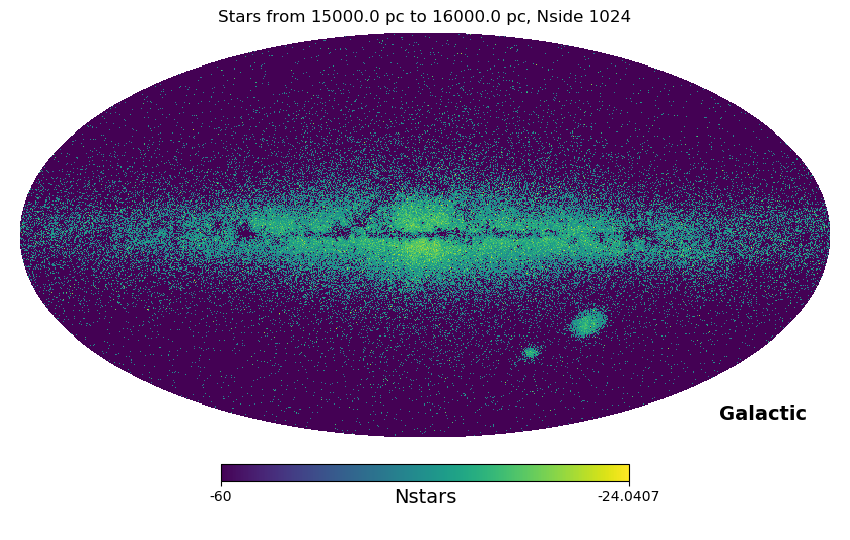 Stars from 15000.0 pc to 16000.0 pc, Nside 1024
Galactic
-60
Nstars
-24.0407